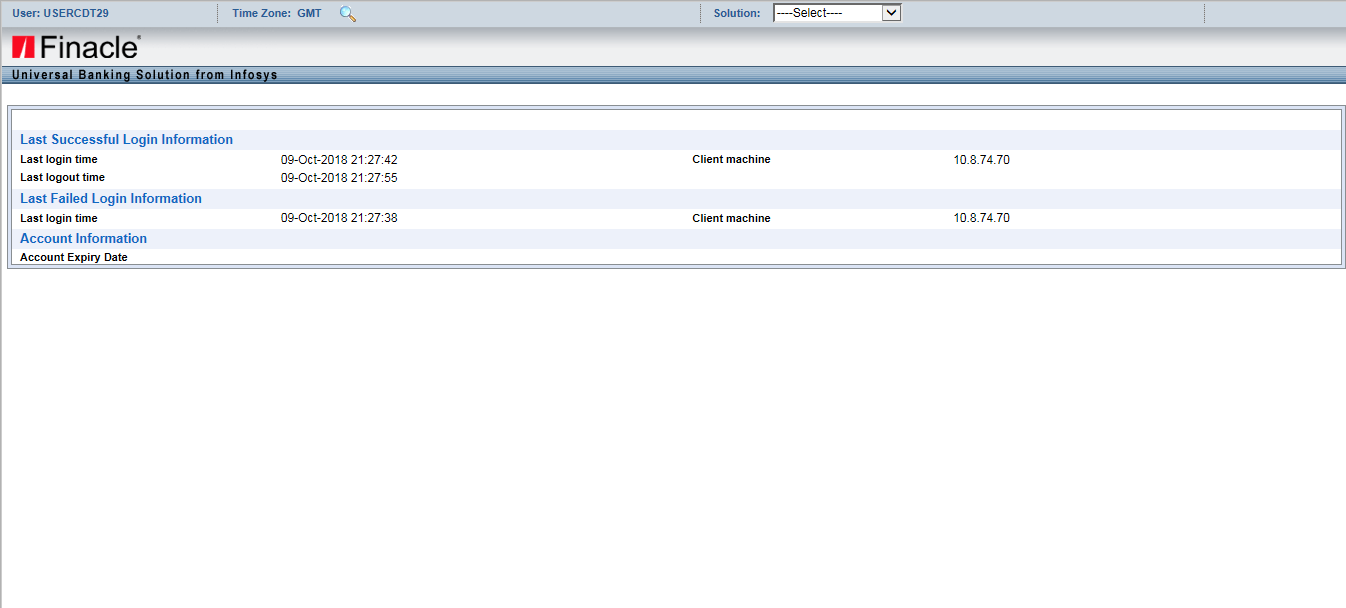 User: USERCDT29 Time Zone: GMT Solution: ----Select----
Finacle®
Universal Banking Solution from Infosys
Last Successful Login Information
Last login time 09-Oct-2018 21:27:42 Client machine 10.8.74.70
Last logout time 09-Oct-2018 21:27:55
Last Failed Login Information
Last login time 09-Oct-2018 21:27:38 Client machine 10.8.74.70
Account Information
Account Expiry Date